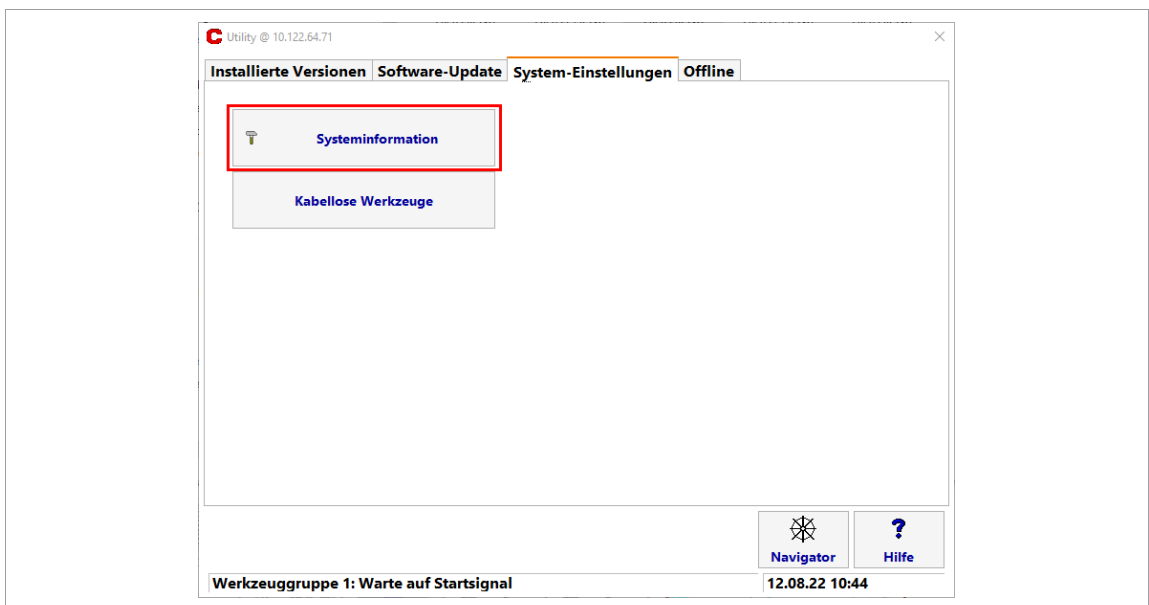 Utility @ 10.122.64.71
Installierte Versionen Software-Update System-Einstellungen Offline
Systeminformation
Kabellose Werkzeuge
Navigator Hilfe
Werkzeuggruppe 1: Warte auf Startsignal 12.08.22 10:44